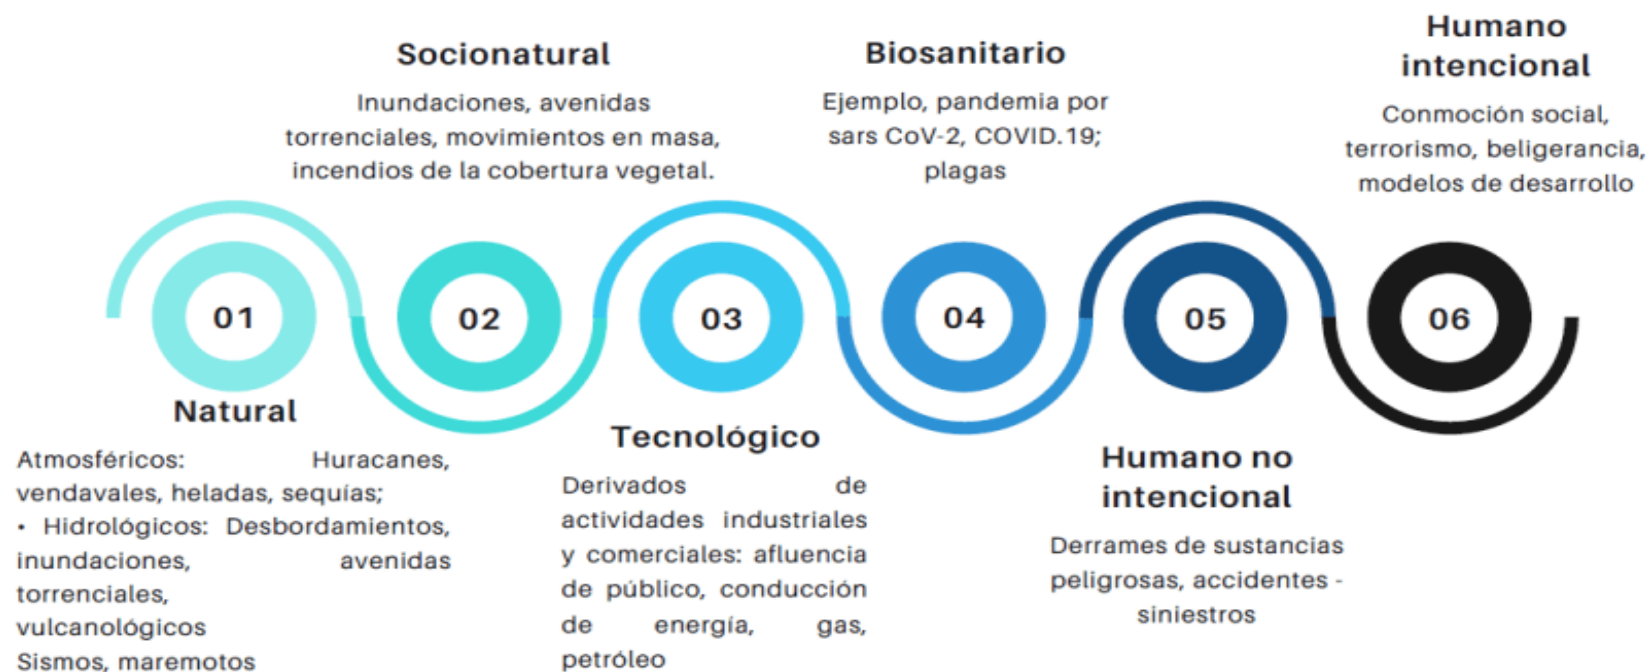 01
Natural
Atmosféricos: Huracanes,
vendavales, heladas, sequías;
• Hidrológicos: Desbordamientos,
inundaciones, avenidas
torrenciales,
vulcanológicos
Sismos, maremotos
Socionatural
Inundaciones, avenidas
torrenciales, movimientos en masa,
incendios de la cobertura vegetal.
02
03
Tecnológico
Derivados de
actividades industriales
y comerciales: afluencia
de público, conducción
de energía, gas,
petróleo
Biosanitario
Ejemplo, pandemia por
sars CoV-2, COVID.19;
plagas
04
05
Humano no
intencional
Derrames de sustancias
peligrosas, accidentes -
siniestros
Humano
intencional
Conmoción social,
terrorismo, beligerancia,
modelos de desarrollo
06